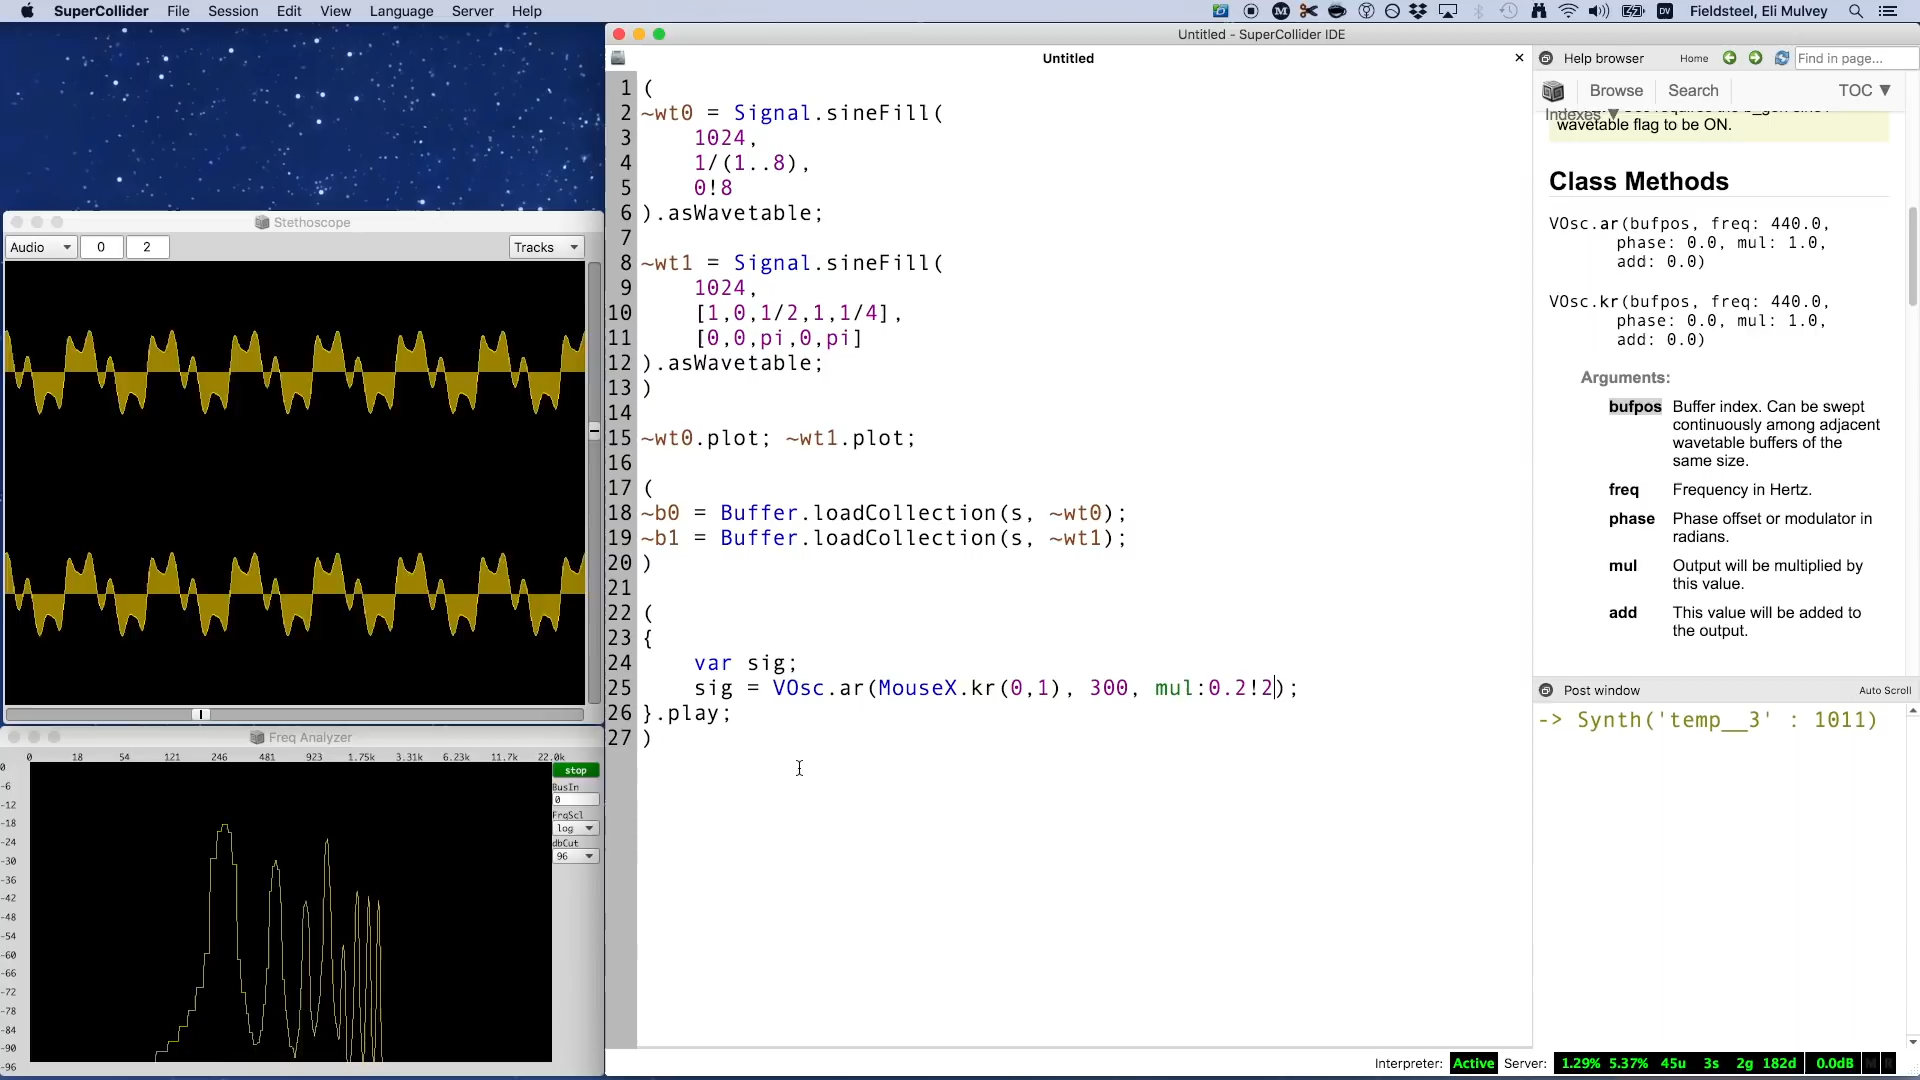 SuperCollider File Session Edit View Language Server Help
Fieldsteel, Eli Mulvey
Untitled - SuperCollider IDE
Stethoscope
Audio 0 2 Tracks
Freq Analyzer
0 18 54 121 246 481 923 1.75k 3.31k 6.23k 11.7k 22.0k
0
-6
-12
-18
-24
-30
-36
-42
-48
-54
-60
-66
-72
-78
-84
-90
-96
stop
BusIn
0
FrqScl
log
dbCut
96
Untitled
1 (
2 ~wt0 = Signal.sineFill(
3 1024,
4 1/(1..8),
5 0!8
6 ).asWavetable;
7
8 ~wt1 = Signal.sineFill(
9 1024,
10 [1,0,1/2,1,1/4],
11 [0,0,pi,0,pi]
12 ).asWavetable;
13 )
14
15 ~wt0.plot; ~wt1.plot;
16
17 (
18 ~b0 = Buffer.loadCollection(s, ~wt0);
19 ~b1 = Buffer.loadCollection(s, ~wt1);
20 )
21
22 (
23 {
24 var sig;
25 sig = VOsc.ar(MouseX.kr(0,1), 300, mul:0.2!2);
26 }.play;
27 )
Help browser Home Find in page...
Browse Search TOC ▼
Indexes ▼
wavetable flag to be ON.
Class Methods
VOsc.ar(bufpos, freq: 440.0,
phase: 0.0, mul: 1.0,
add: 0.0)
VOsc.kr(bufpos, freq: 440.0,
phase: 0.0, mul: 1.0,
add: 0.0)
Arguments:
bufpos Buffer index. Can be swept
continuously among adjacent
wavetable buffers of the
same size.
freq Frequency in Hertz.
phase Phase offset or modulator in
radians.
mul Output will be multiplied by
this value.
add This value will be added to
the output.
Post window Auto Scroll
-> Synth('temp__3' : 1011)
Interpreter: Active Server: 1.29% 5.37% 45u 3s 2g 182d 0.0dB M R